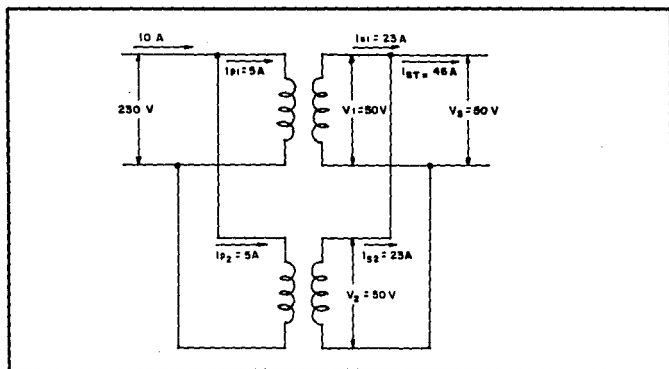 10 A
Is1 = 23A
IP1 = 5A
IST = 46A
230 V
V1 = 50V
VS = 50 V
IP2 = 5A
IS2 = 23A
V2 = 50 V